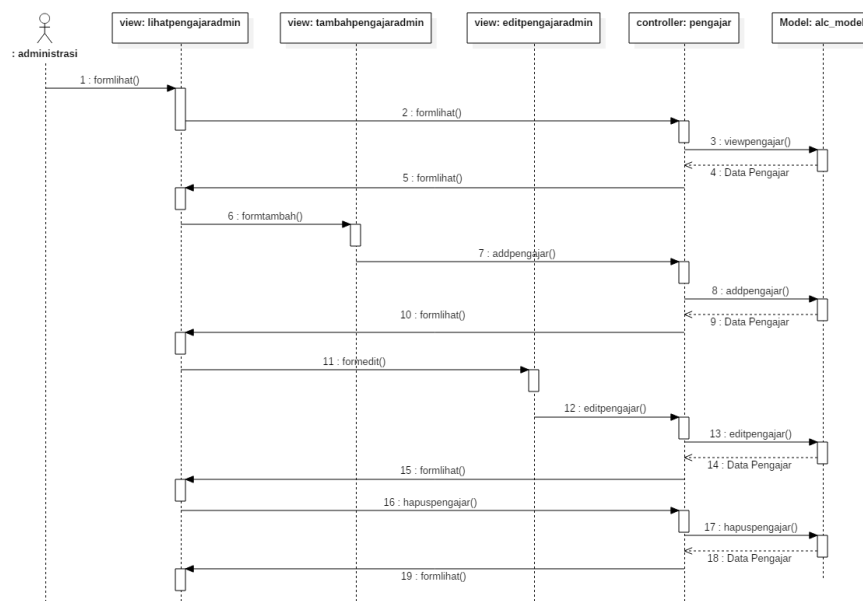 view: lihatpengajaradmin
view: tambahpengajaradmin
view: editpengajaradmin
controller: pengajar
Model: alc_model
: administrasi
1 : formlihat()
2 : formlihat()
3 : viewpengajar()
4 : Data Pengajar
5 : formlihat()
6 : formtambah()
7 : addpengajar()
8 : addpengajar()
9 : Data Pengajar
10 : formlihat()
11 : formedit()
12 : editpengajar()
13 : editpengajar()
14 : Data Pengajar
15 : formlihat()
16 : hapuspengajar()
17 : hapuspengajar()
18 : Data Pengajar
19 : formlihat()